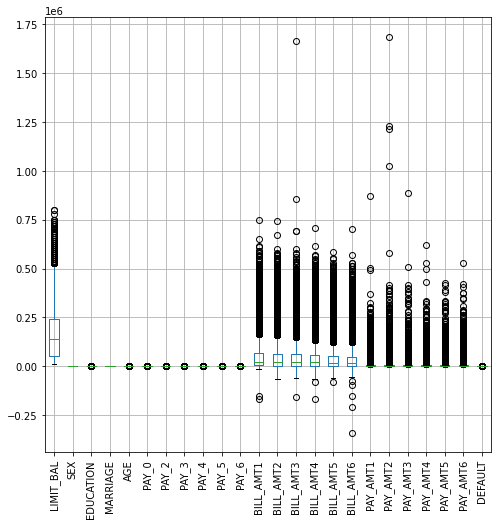 1e6
1.75
1.50
1.25
1.00
0.75
0.50
0.25
0.00
−0.25
LIMIT_BAL
SEX
EDUCATION
MARRIAGE
AGE
PAY_0
PAY_2
PAY_3
PAY_4
PAY_5
PAY_6
BILL_AMT1
BILL_AMT2
BILL_AMT3
BILL_AMT4
BILL_AMT5
BILL_AMT6
PAY_AMT1
PAY_AMT2
PAY_AMT3
PAY_AMT4
PAY_AMT5
PAY_AMT6
DEFAULT